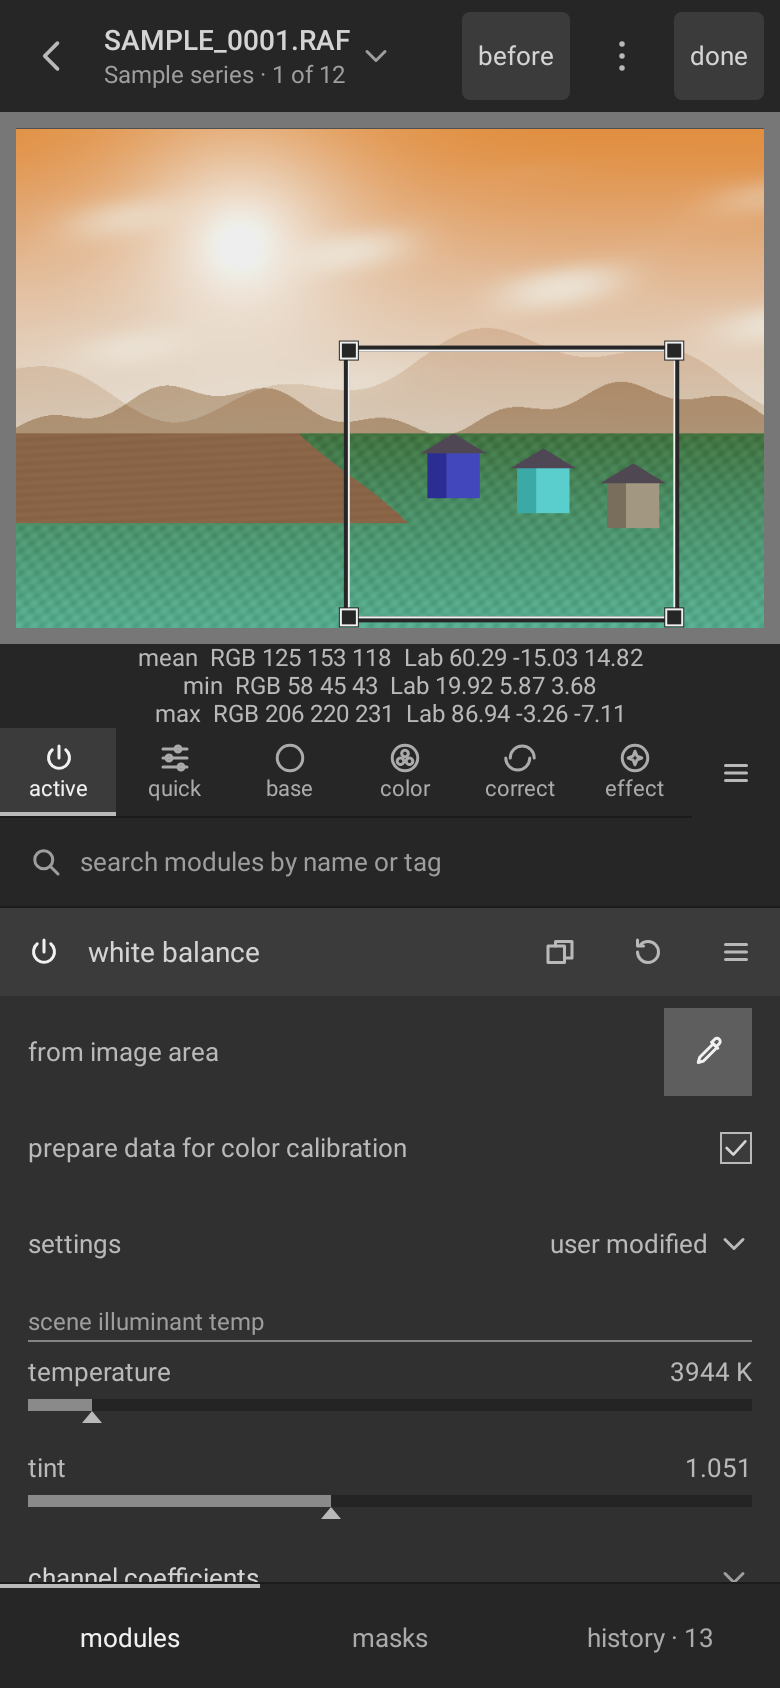 SAMPLE_0001.RAF
Sample series · 1 of 12
before
done
mean RGB 125 153 118 Lab 60.29 -15.03 14.82
min RGB 58 45 43 Lab 19.92 5.87 3.68
max RGB 206 220 231 Lab 86.94 -3.26 -7.11
active
quick
base
color
correct
effect
search modules by name or tag
white balance
from image area
prepare data for color calibration
settings
user modified
scene illuminant temp
temperature
3944 K
tint
1.051
channel coefficients
modules
masks
history · 13